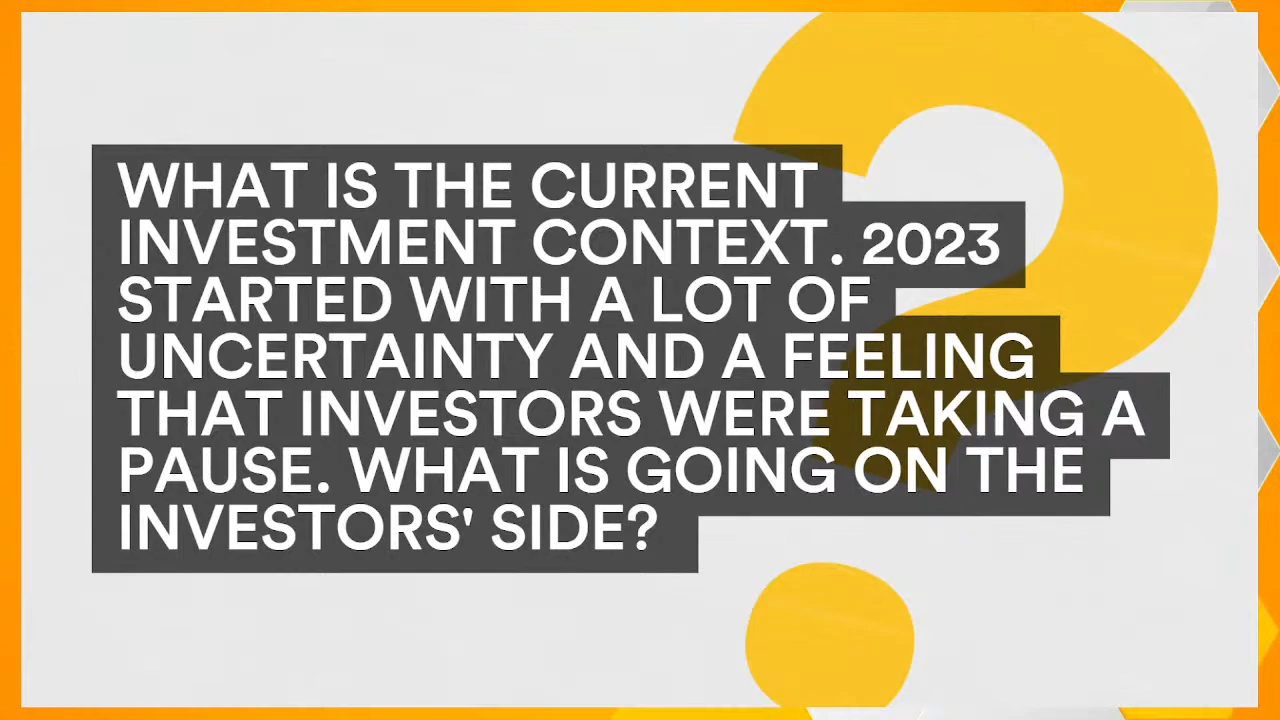 WHAT IS THE CURRENT
INVESTMENT CONTEXT. 2023
STARTED WITH A LOT OF
UNCERTAINTY AND A FEELING
THAT INVESTORS WERE TAKING A
PAUSE. WHAT IS GOING ON THE
INVESTORS' SIDE?